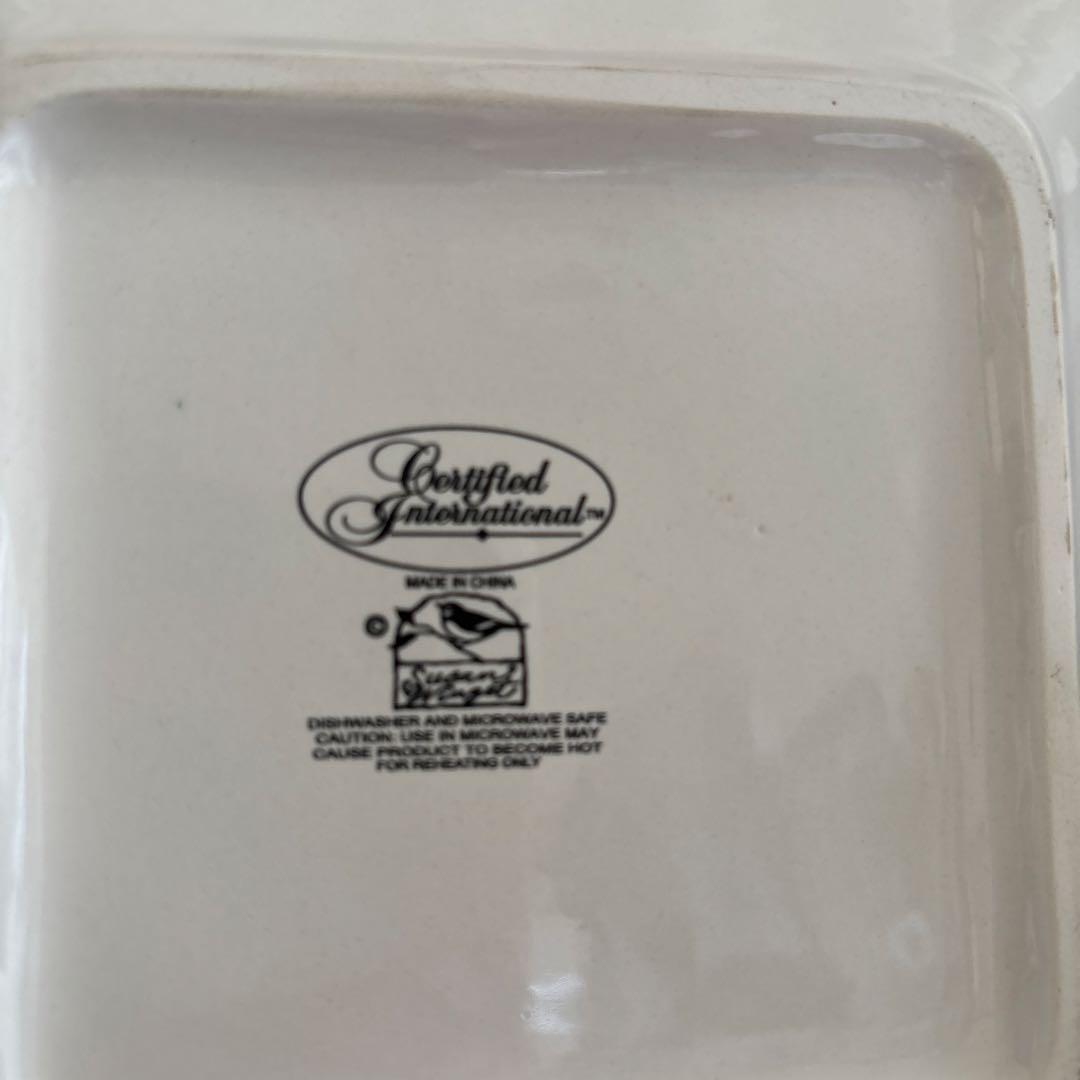 Certified
International™
MADE IN CHINA
©
Susan
Winget
DISHWASHER AND MICROWAVE SAFE
CAUTION: USE IN MICROWAVE MAY
CAUSE PRODUCT TO BECOME HOT
FOR REHEATING ONLY